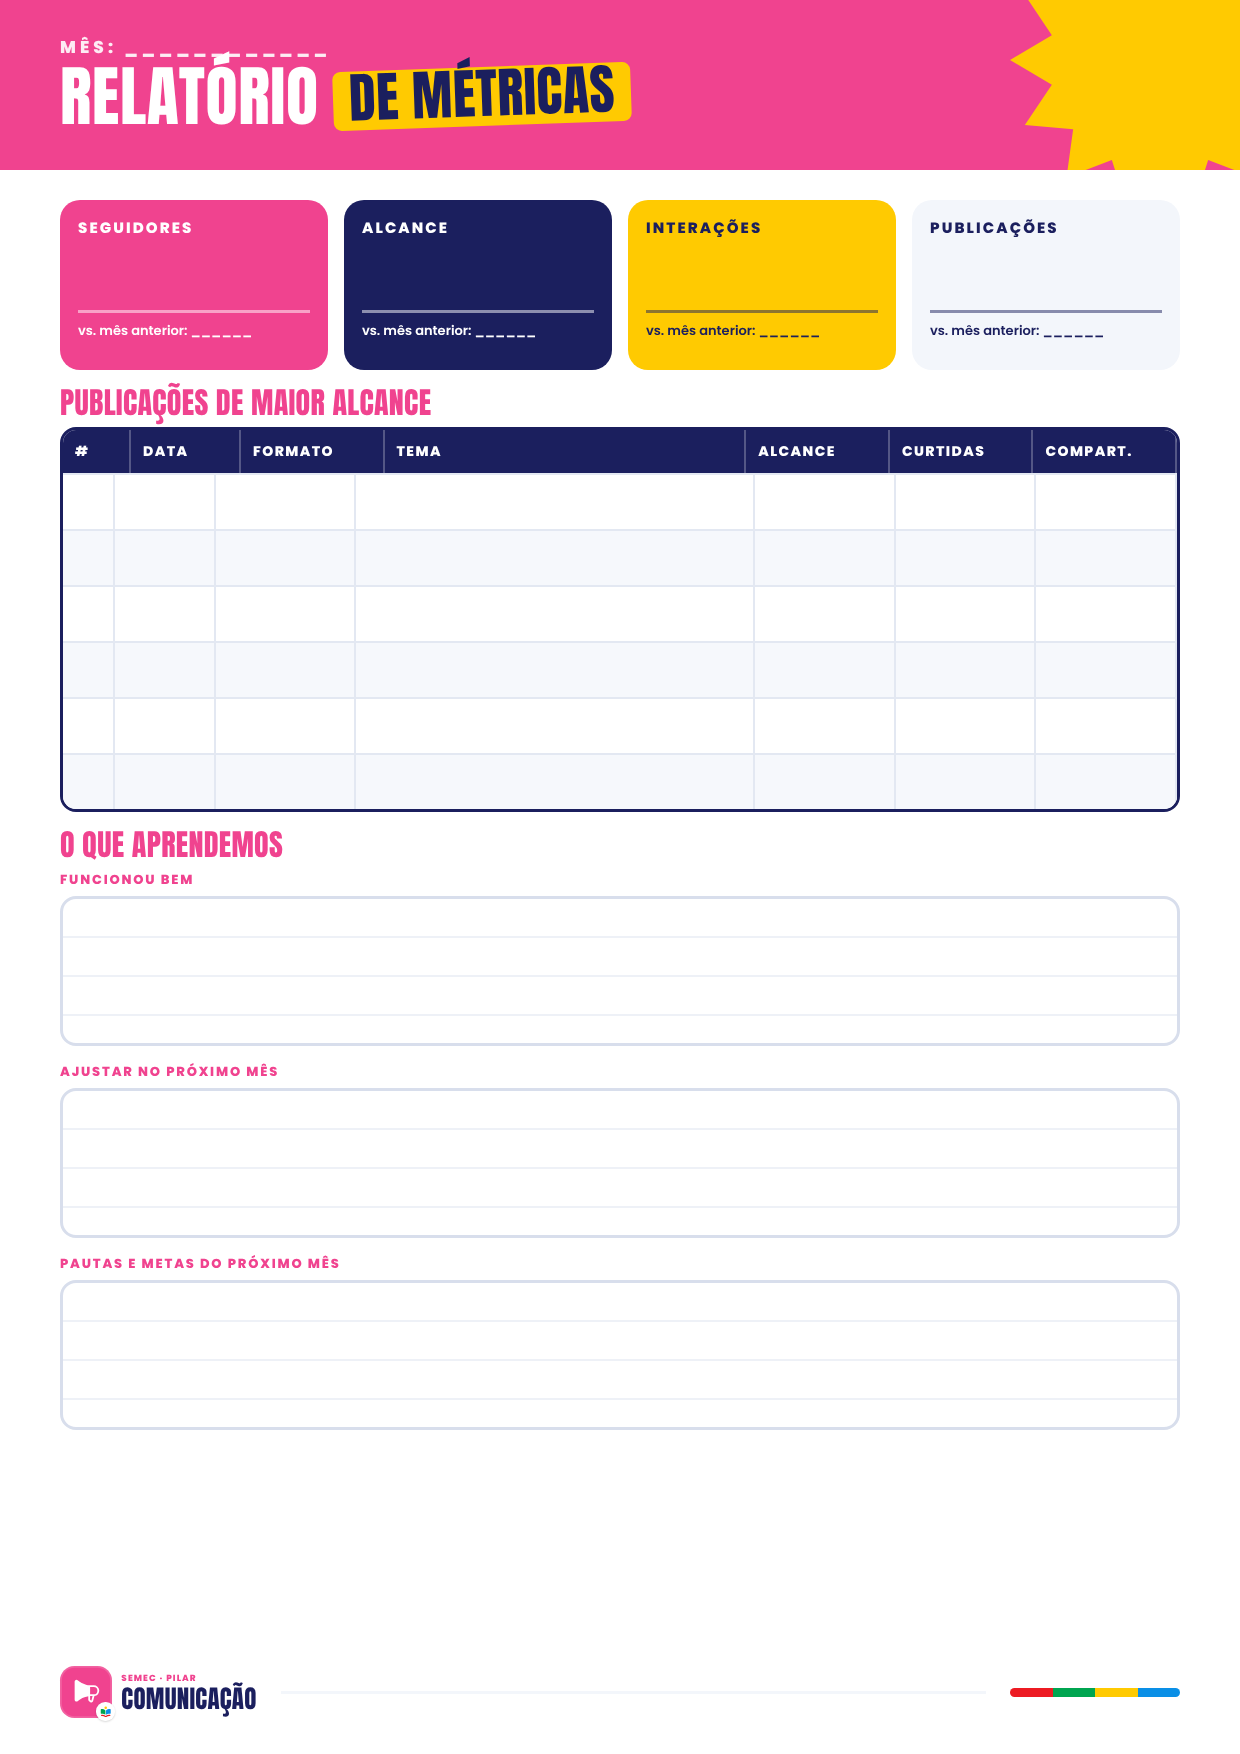 MÊS: ____________
RELATÓRIO DE MÉTRICAS
SEGUIDORES
vs. mês anterior: ______
ALCANCE
vs. mês anterior: ______
INTERAÇÕES
vs. mês anterior: ______
PUBLICAÇÕES
vs. mês anterior: ______
PUBLICAÇÕES DE MAIOR ALCANCE
# DATA FORMATO TEMA ALCANCE CURTIDAS COMPART.
O QUE APRENDEMOS
FUNCIONOU BEM
AJUSTAR NO PRÓXIMO MÊS
PAUTAS E METAS DO PRÓXIMO MÊS
SEMEC · PILAR
COMUNICAÇÃO